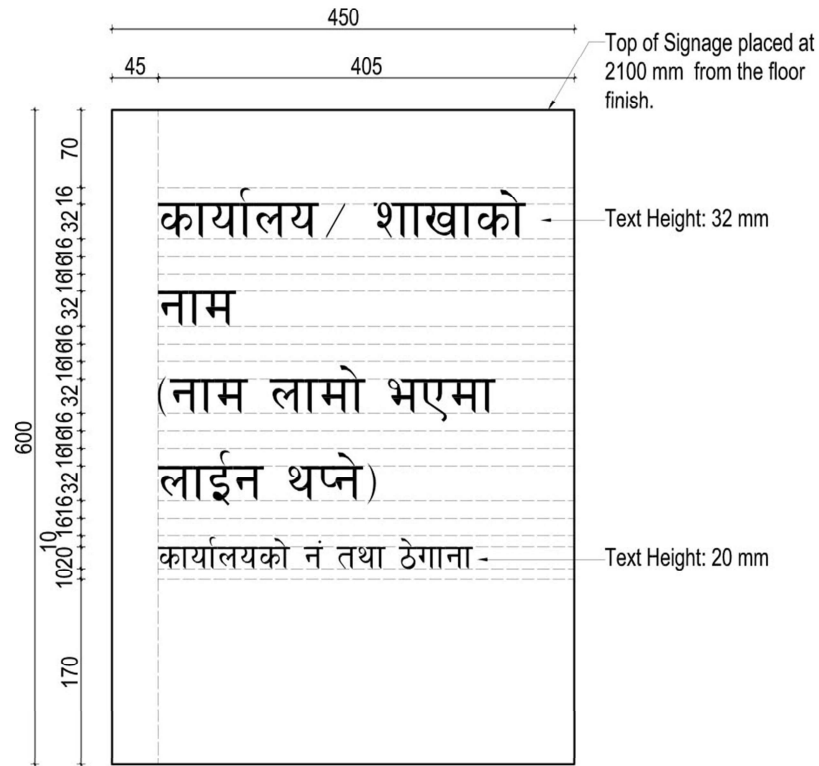 450
45
405
Top of Signage placed at
2100 mm from the floor
finish.
600
70
16
32
16
16
16
32
16
16
16
32
16
16
16
32
16
16
10
20
10
170
कार्यालय/ शाखाको
Text Height: 32 mm
नाम
(नाम लामो भएमा
लाईन थप्ने)
कार्यालयको नं तथा ठेगाना
Text Height: 20 mm